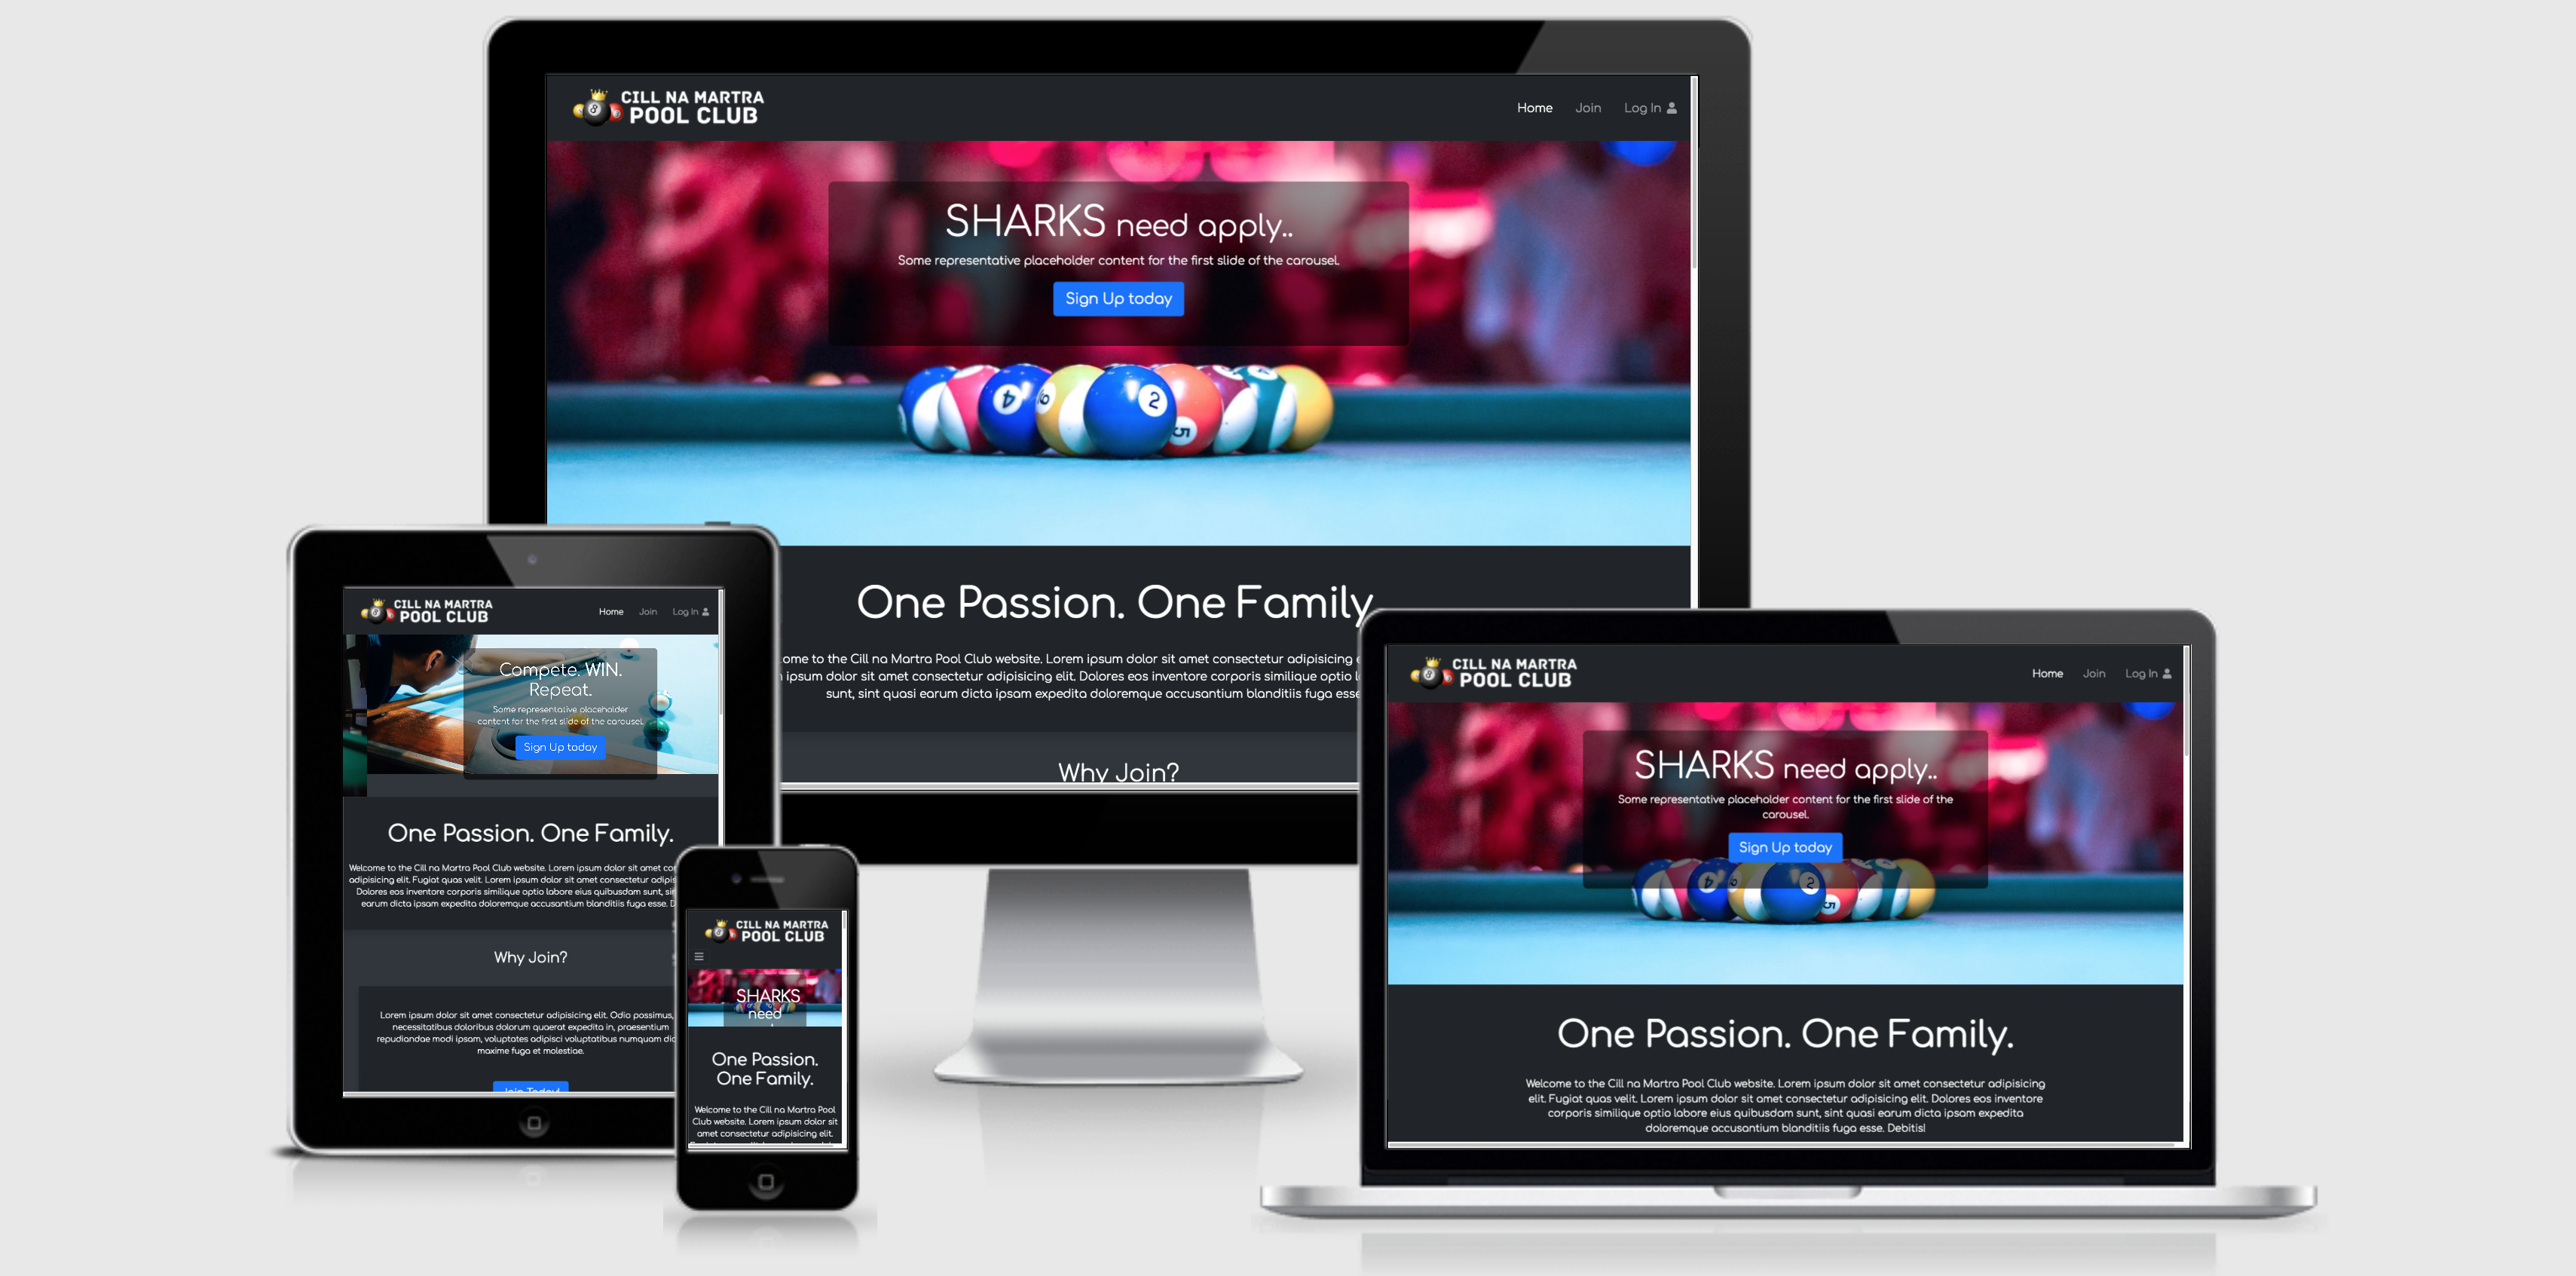 CILL NA MARTRA
POOL CLUB
Home Join Log In
SHARKS need apply..
Some representative placeholder content for the first slide of the carousel.
Sign Up today
4
2
5
One Passion. One Family
ome to the Cill na Martra Pool Club website. Lorem ipsum dolor sit amet consectetur adipisicing e
ipsum dolor sit amet consectetur adipisicing elit. Dolores eos inventore corporis similique optio l
sunt, sint quasi earum dicta ipsam expedita doloremque accusantium blanditiis fuga esse
Why Join?
CILL NA MARTRA
POOL CLUB
Home Join Log In
Compete. WIN.
Repeat.
Some representative placeholder
content for the first slide of the carousel.
Sign Up today
One Passion. One Family.
Welcome to the Cill na Martra Pool Club website. Lorem ipsum dolor sit amet co
adipisicing elit. Fugiat quas velit. Lorem ipsum dolor sit amet consectetur adipis
Dolores eos inventore corporis similique optio labore eius quibusdam sunt, si
earum dicta ipsam expedita doloremque accusantium blanditiis fuga esse. D
Why Join?
Lorem ipsum dolor sit amet consectetur adipisicing elit. Odio possimus,
necessitatibus doloribus dolorum quaerat expedita in, praesentium
repudiandae modi ipsam, voluptates adipisci voluptatibus numquam dic
maxime fuga et molestiae.
Join Today!
CILL NA MARTRA
POOL CLUB
SHARKS
need
One Passion.
One Family.
Welcome to the Cill na Martra Pool
Club website. Lorem ipsum dolor sit
amet consectetur adipisicing elit.
CILL NA MARTRA
POOL CLUB
Home Join Log In
SHARKS need apply..
Some representative placeholder content for the first slide of the
carousel.
Sign Up today
4
2
5
One Passion. One Family.
Welcome to the Cill na Martra Pool Club website. Lorem ipsum dolor sit amet consectetur adipisicing
elit. Fugiat quas velit. Lorem ipsum dolor sit amet consectetur adipisicing elit. Dolores eos inventore
corporis similique optio labore eius quibusdam sunt, sint quasi earum dicta ipsam expedita
doloremque accusantium blanditiis fuga esse. Debitis!